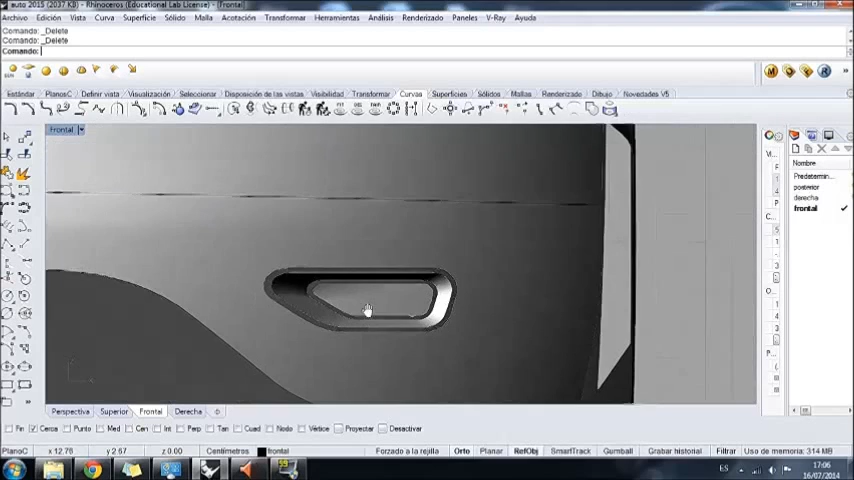 auto 2015 (2037 KB) - Rhinoceros (Educational Lab License) - [Frontal]
Archivo Edición Vista Curva Superficie Sólido Malla Acotación Transformar Herramientas Análisis Renderizado Paneles V-Ray Ayuda
Comando: _Delete
Comando: _Delete
Comando:
Estándar PlanosC Definir vista Visualización Seleccionar Disposición de las vistas Visibilidad Transformar Curvas Superficies Sólidos Mallas Renderizado Dibujo Novedades V5
Frontal
Nombre
Predetermin...
posterior
derecha
frontal
Perspectiva Superior Frontal Derecha
Fin Cerca Punto Med Cen Int Perp Tan Cuad Nodo Vértice Proyectar Desactivar
PlanoC x 12.76 y 2.67 z 0.00 Centímetros frontal Forzado a la rejilla Orto Planar RefObj SmartTrack Gumball Grabar historial Filtrar Uso de memoria: 314 MB
ES 17:06
16/07/2014